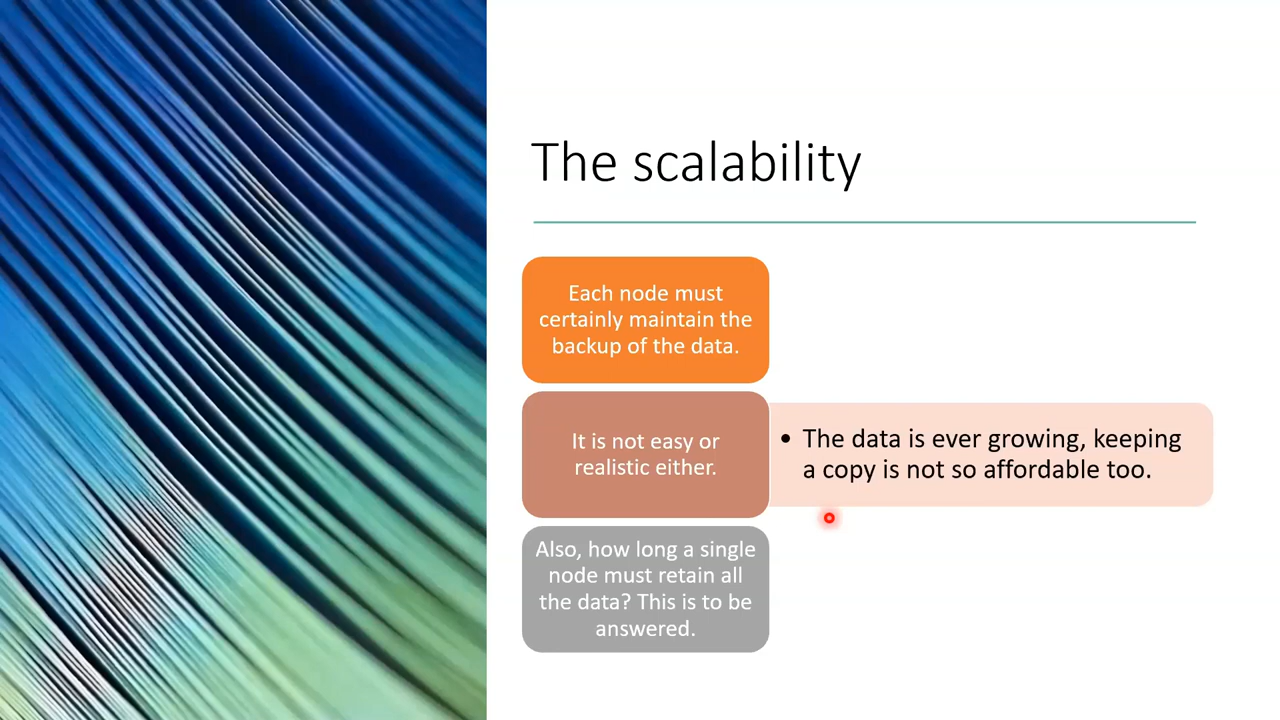 The scalability
Each node must
certainly maintain the
backup of the data.
It is not easy or
realistic either.
• The data is ever growing, keeping
a copy is not so affordable too.
Also, how long a single
node must retain all
the data? This is to be
answered.